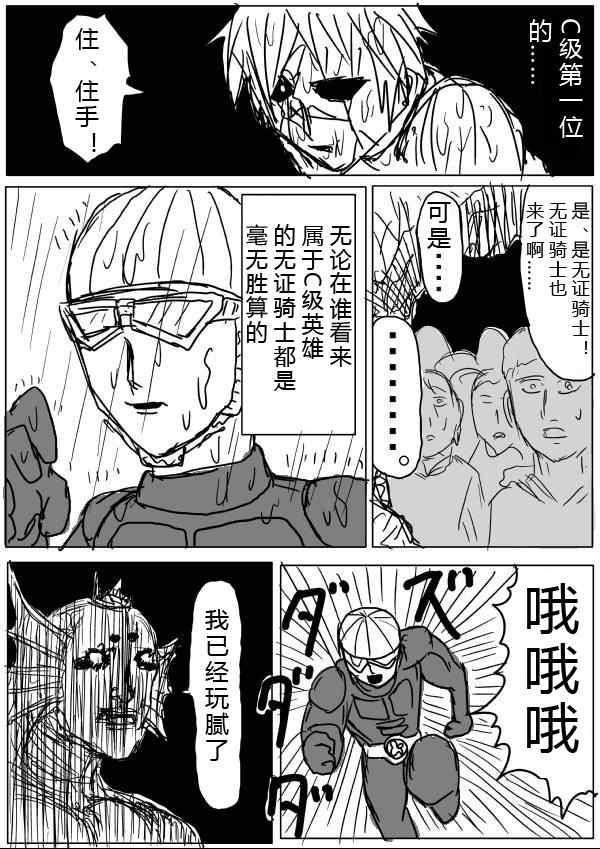 C级第一位
的……
住、
住手！
是、是无证骑士！
无证骑士也
来了啊……
可是····
········。
无论在谁看来
属于C级英雄
的无证骑士都是
毫无胜算的
哦哦哦
ダダダダズ
我已经玩腻了